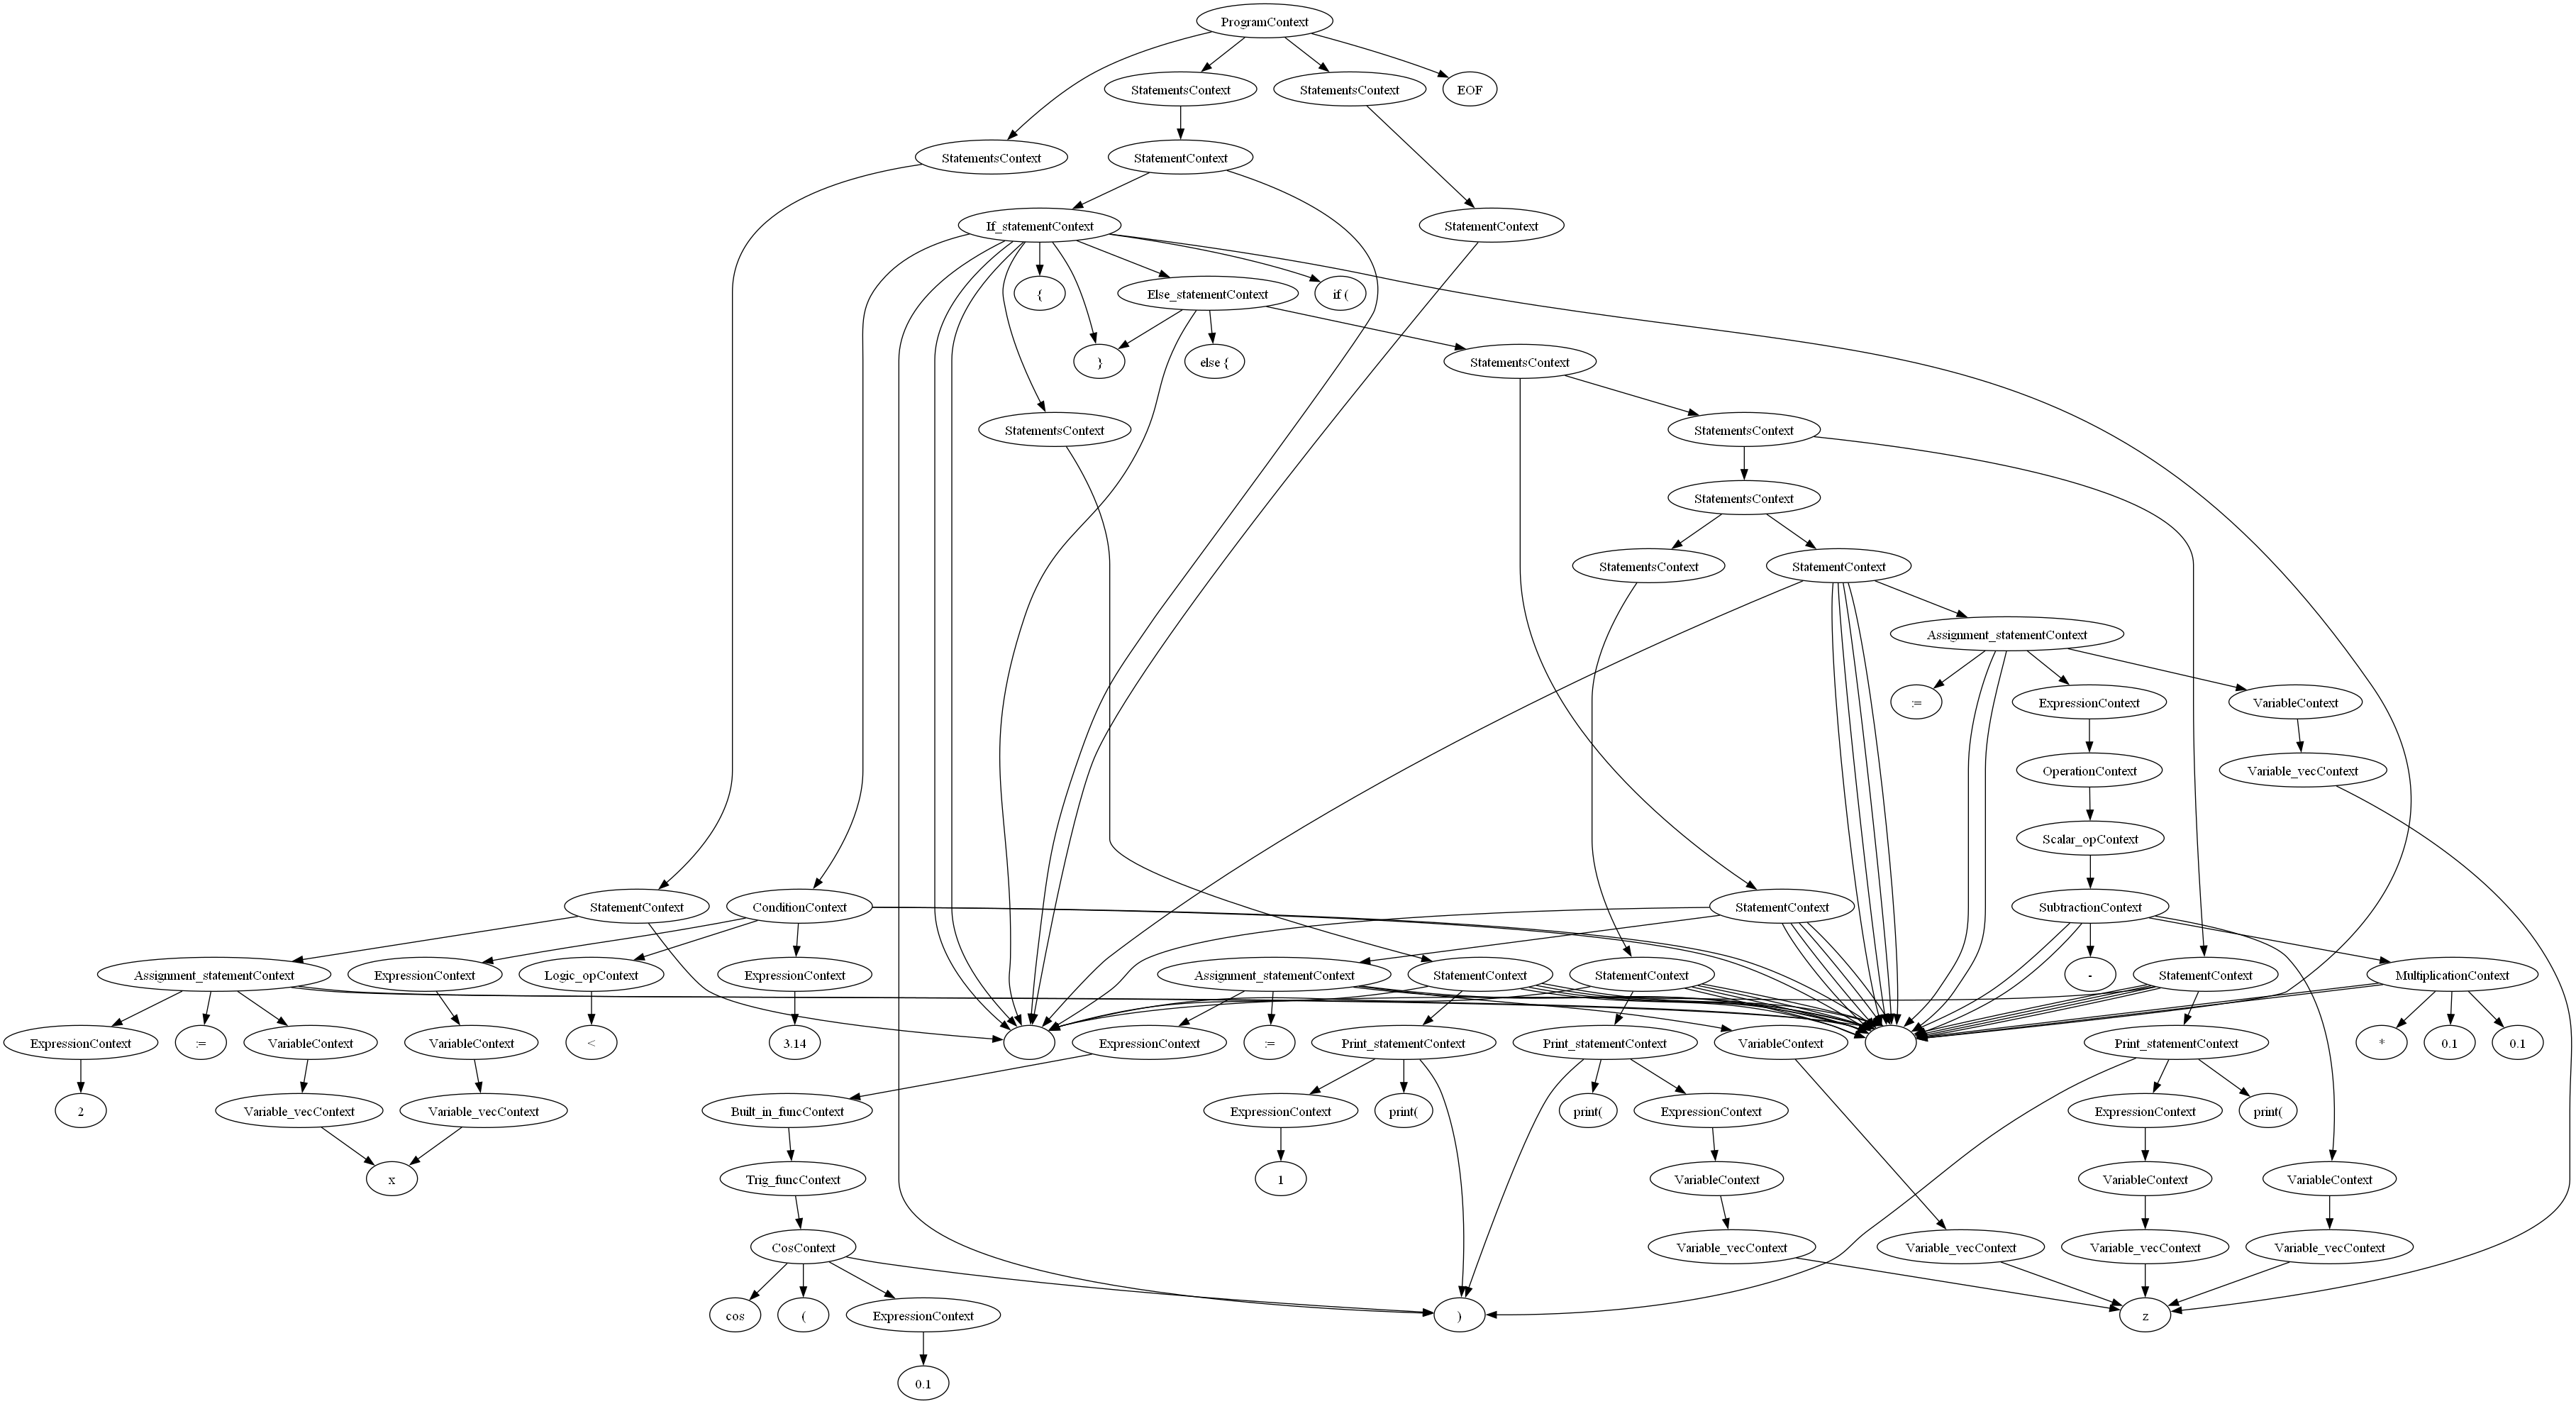 ProgramContext
StatementsContext
StatementsContext
EOF
StatementsContext
StatementContext
If_statementContext
StatementContext
{
Else_statementContext
if (
}
else {
StatementsContext
StatementsContext
StatementsContext
StatementsContext
StatementsContext
StatementContext
Assignment_statementContext
:=
ExpressionContext
VariableContext
OperationContext
Variable_vecContext
Scalar_opContext
StatementContext
ConditionContext
StatementContext
SubtractionContext
Assignment_statementContext
ExpressionContext
Logic_opContext
ExpressionContext
Assignment_statementContext
StatementContext
StatementContext
-
StatementContext
MultiplicationContext
ExpressionContext
:=
VariableContext
VariableContext
<
3.14
ExpressionContext
:=
Print_statementContext
Print_statementContext
VariableContext
Print_statementContext
*
0.1
0.1
2
Variable_vecContext
Variable_vecContext
Built_in_funcContext
ExpressionContext
print(
print(
ExpressionContext
ExpressionContext
print(
x
Trig_funcContext
1
VariableContext
VariableContext
VariableContext
CosContext
Variable_vecContext
Variable_vecContext
Variable_vecContext
Variable_vecContext
cos
(
ExpressionContext
)
z
0.1